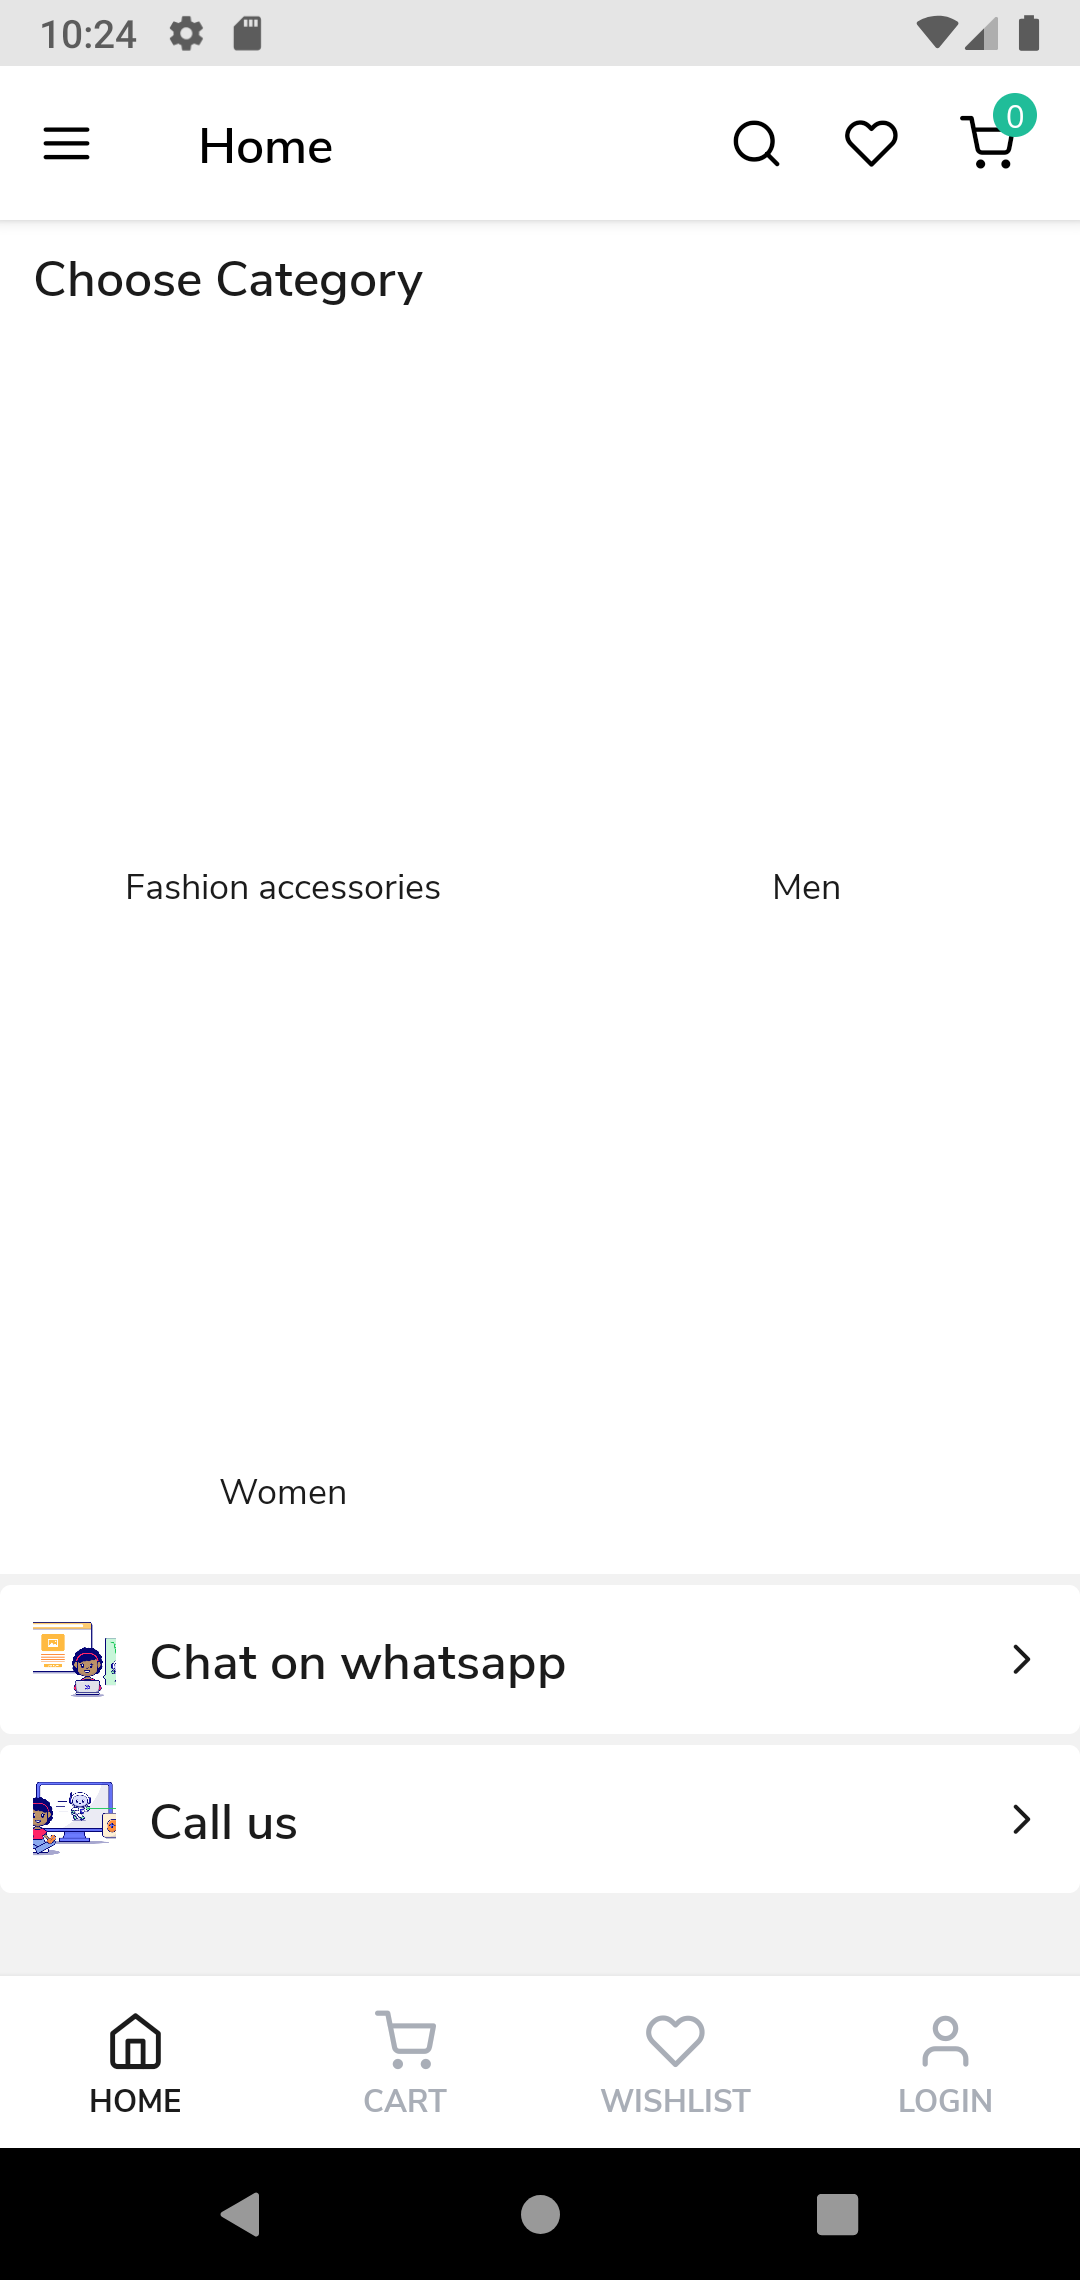 10:24
Home
0
Choose Category
Fashion accessories
Men
Women
Chat on whatsapp
Call us
HOME
CART
WISHLIST
LOGIN